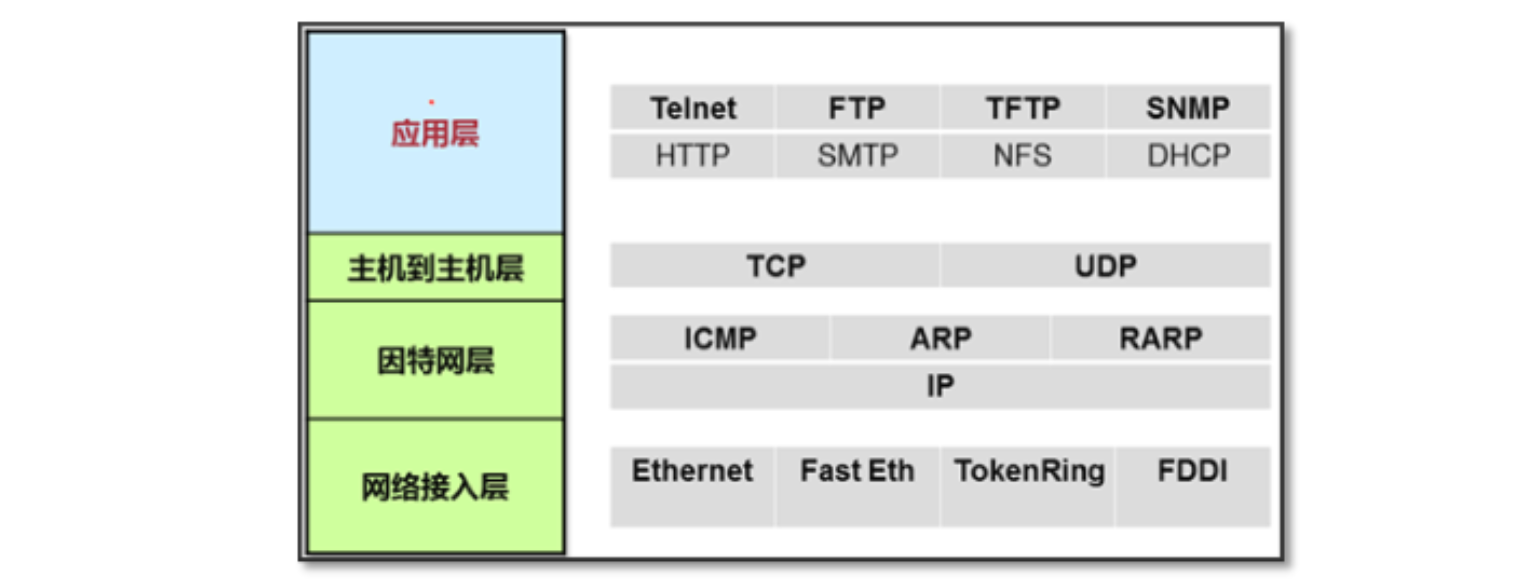 应用层
Telnet FTP TFTP SNMP
HTTP SMTP NFS DHCP
主机到主机层
TCP UDP
因特网层
ICMP ARP RARP
IP
网络接入层
Ethernet Fast Eth TokenRing FDDI